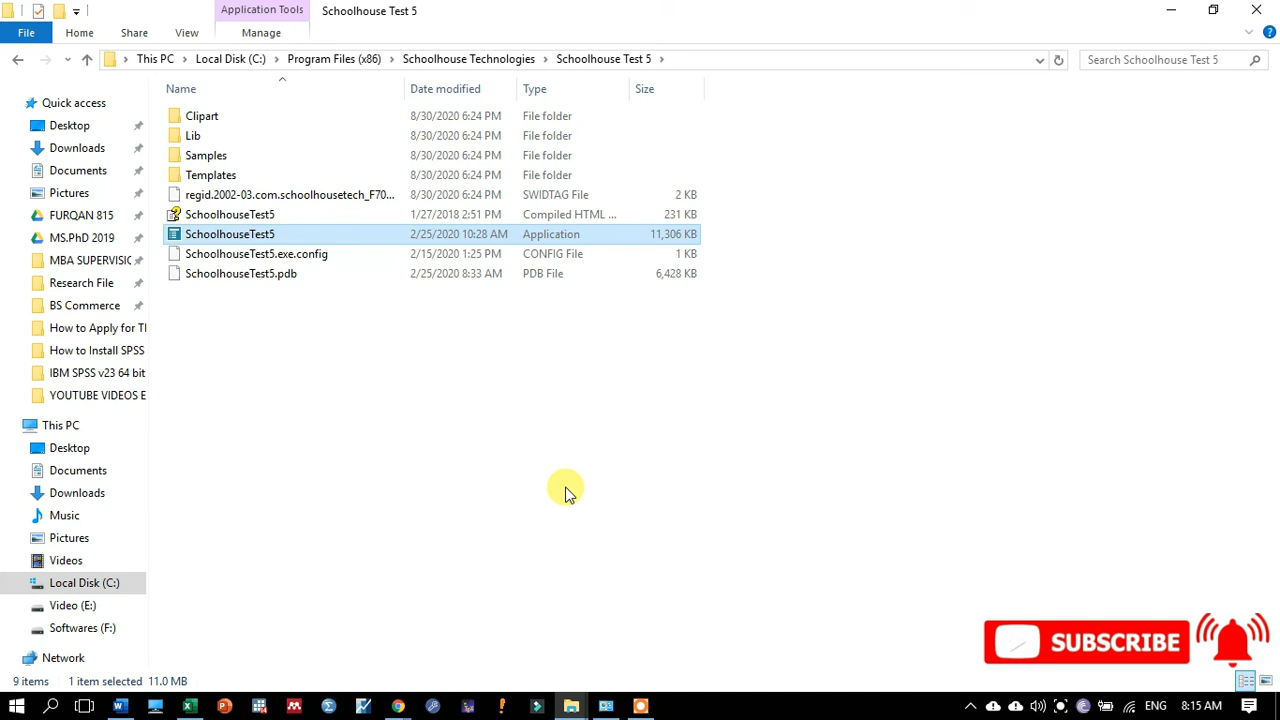 Application Tools
Schoolhouse Test 5
File
Home
Share
View
Manage
This PC
Local Disk (C:)
Program Files (x86)
Schoolhouse Technologies
Schoolhouse Test 5
Search Schoolhouse Test 5
Name
Date modified
Type
Size
Quick access
Desktop
Downloads
Documents
Pictures
FURQAN 815
MS.PhD 2019
MBA SUPERVISIC
Research File
BS Commerce
How to Apply for Tl
How to Install SPSS
IBM SPSS v23 64 bit
YOUTUBE VIDEOS E
This PC
Desktop
Documents
Downloads
Music
Pictures
Videos
Local Disk (C:)
Video (E:)
Softwares (F:)
Network
Clipart 8/30/2020 6:24 PM File folder
Lib 8/30/2020 6:24 PM File folder
Samples 8/30/2020 6:24 PM File folder
Templates 8/30/2020 6:24 PM File folder
regid.2002-03.com.schoolhousetech_F70... 8/30/2020 6:24 PM SWIDTAG File 2 KB
SchoolhouseTest5 1/27/2018 2:51 PM Compiled HTML ... 231 KB
SchoolhouseTest5 2/25/2020 10:28 AM Application 11,306 KB
SchoolhouseTest5.exe.config 2/15/2020 1:25 PM CONFIG File 1 KB
SchoolhouseTest5.pdb 2/25/2020 8:33 AM PDB File 6,428 KB
SUBSCRIBE
9 items
1 item selected 11.0 MB
ENG
8:15 AM